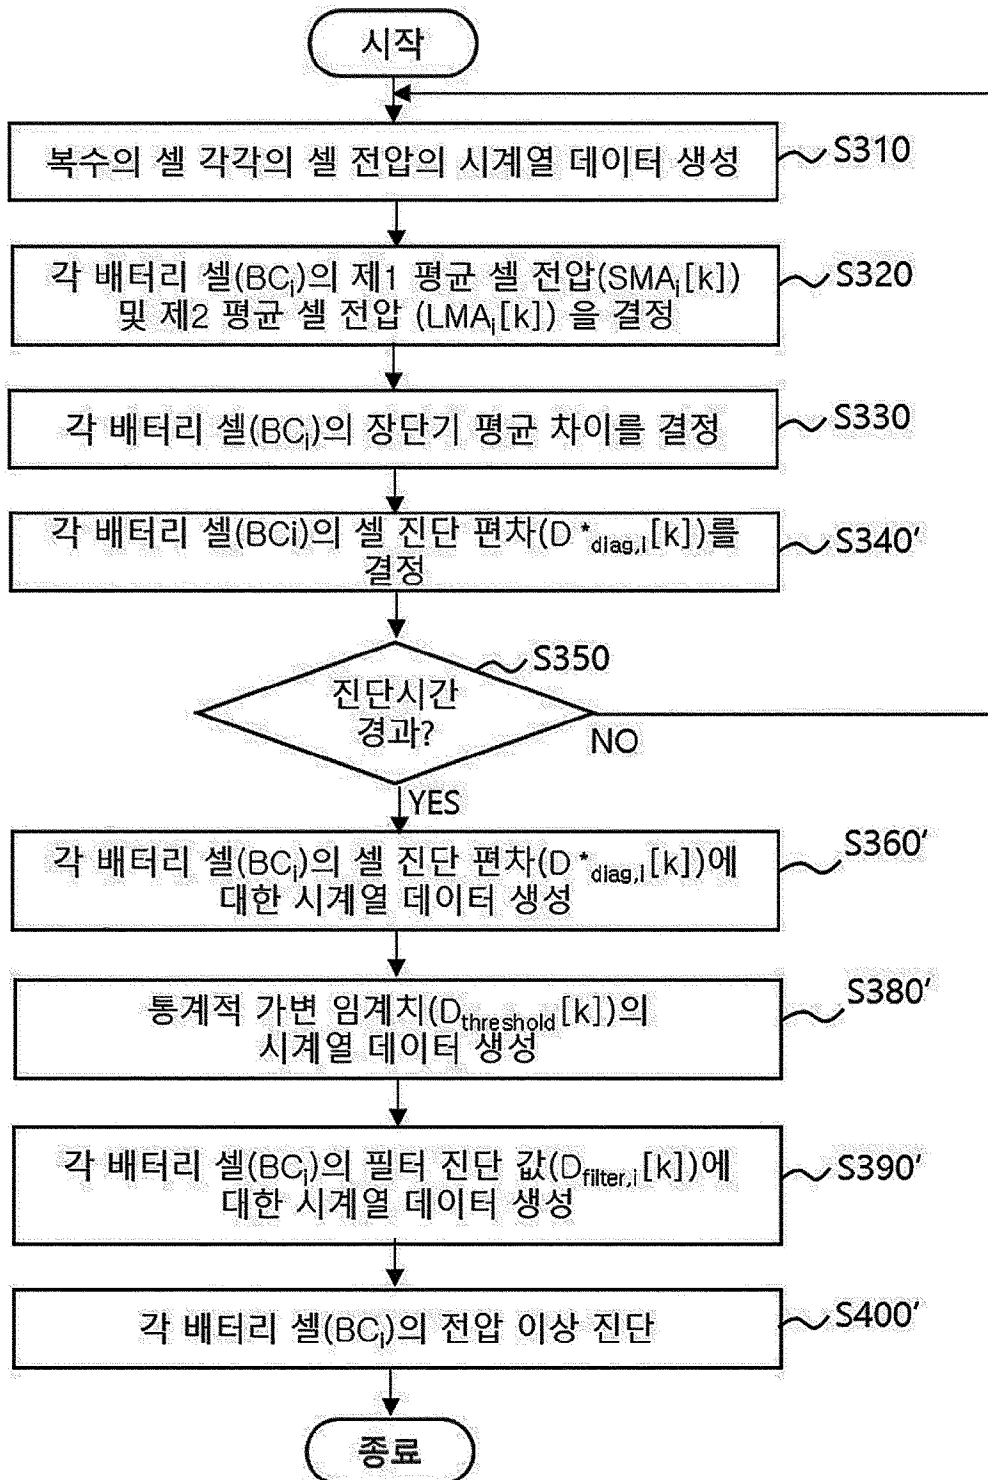 시작
복수의 셀 각각의 셀 전압의 시계열 데이터 생성
S310
각 배터리 셀(BCi)의 제1 평균 셀 전압(SMAi[k])
및 제2 평균 셀 전압 (LMAi[k]) 을 결정
S320
각 배터리 셀(BCi)의 장단기 평균 차이를 결정
S330
각 배터리 셀(BCi)의 셀 진단 편차(D*diag,i[k])를
결정
S340'
S350
진단시간
경과?
NO
YES
각 배터리 셀(BCi)의 셀 진단 편차(D*diag,i[k])에
대한 시계열 데이터 생성
S360'
통계적 가변 임계치(Dthreshold[k])의
시계열 데이터 생성
S380'
각 배터리 셀(BCi)의 필터 진단 값(Dfilter,i[k])에
대한 시계열 데이터 생성
S390'
각 배터리 셀(BCi)의 전압 이상 진단
S400'
종료